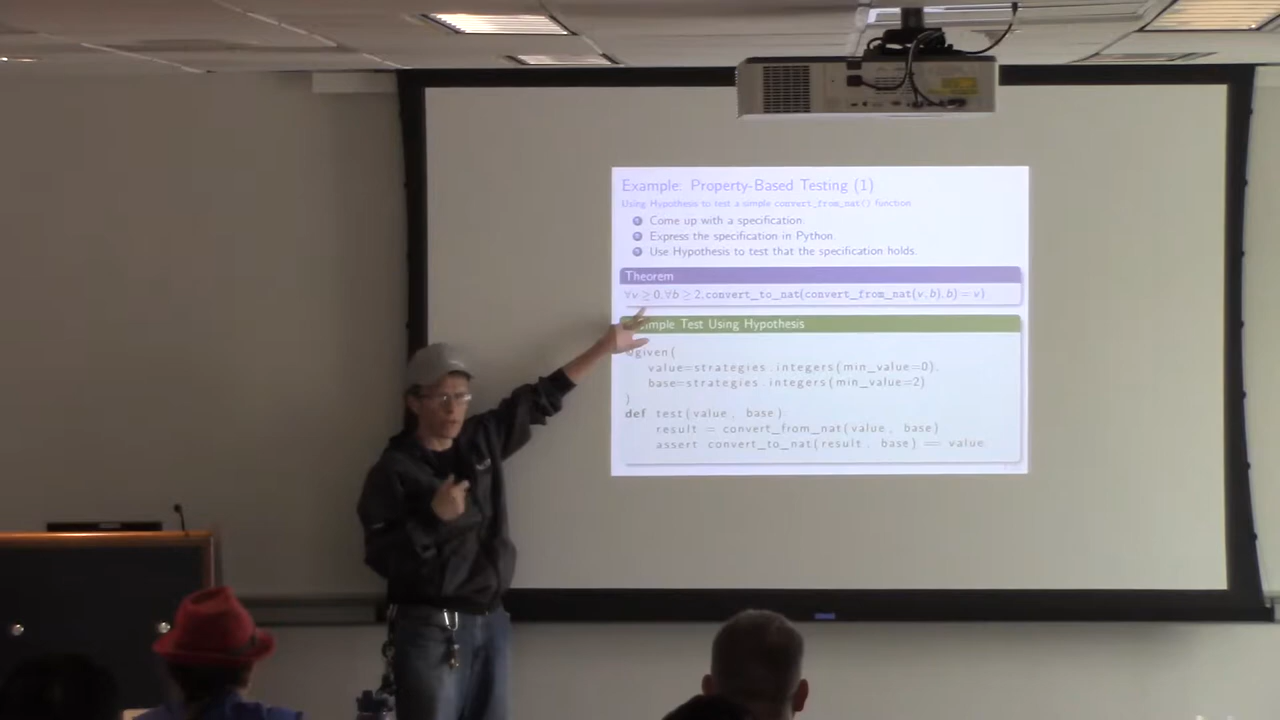 Example: Property-Based Testing (1)
Using Hypothesis to test a simple convert_from_nat() function
Come up with a specification.
Express the specification in Python.
Use Hypothesis to test that the specification holds.
Theorem
∀v ≥ 0,∀b ≥ 2,convert_to_nat(convert_from_nat(v, b), b) = v)
Simple Test Using Hypothesis
@given(
value=strategies.integers(min_value=0),
base=strategies.integers(min_value=2)
)
def test(value, base):
result = convert_from_nat(value, base)
assert convert_to_nat(result, base) == value